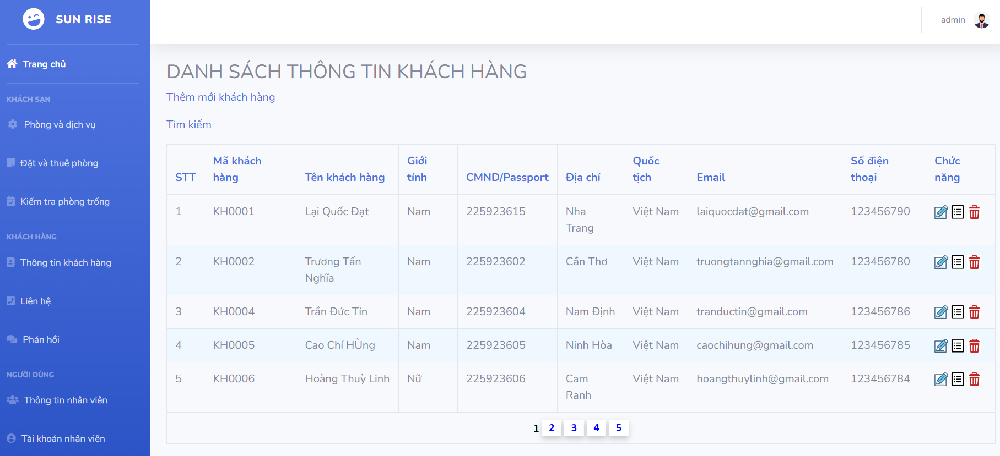 SUN RISE
admin
Trang chủ
KHÁCH SẠN
Phòng và dịch vụ
Đặt và thuê phòng
Kiểm tra phòng trống
KHÁCH HÀNG
Thông tin khách hàng
Liên hệ
Phản hồi
NGƯỜI DÙNG
Thông tin nhân viên
Tài khoản nhân viên
DANH SÁCH THÔNG TIN KHÁCH HÀNG
Thêm mới khách hàng
Tìm kiếm
STT Mã khách hàng Tên khách hàng Giới tính CMND/Passport Địa chỉ Quốc tịch Email Số điện thoại Chức năng
1 KH0001 Lại Quốc Đạt Nam 225923615 Nha Trang Việt Nam laiquocdat@gmail.com 123456790
2 KH0002 Trương Tấn Nghĩa Nam 225923602 Cần Thơ Việt Nam truongtannghia@gmail.com 123456780
3 KH0004 Trần Đức Tín Nam 225923604 Nam Định Việt Nam tranductin@gmail.com 123456786
4 KH0005 Cao Chí HÙng Nam 225923605 Ninh Hòa Việt Nam caochihung@gmail.com 123456785
5 KH0006 Hoàng Thuỳ Linh Nữ 225923606 Cam Ranh Việt Nam hoangthuylinh@gmail.com 123456784
1 2 3 4 5